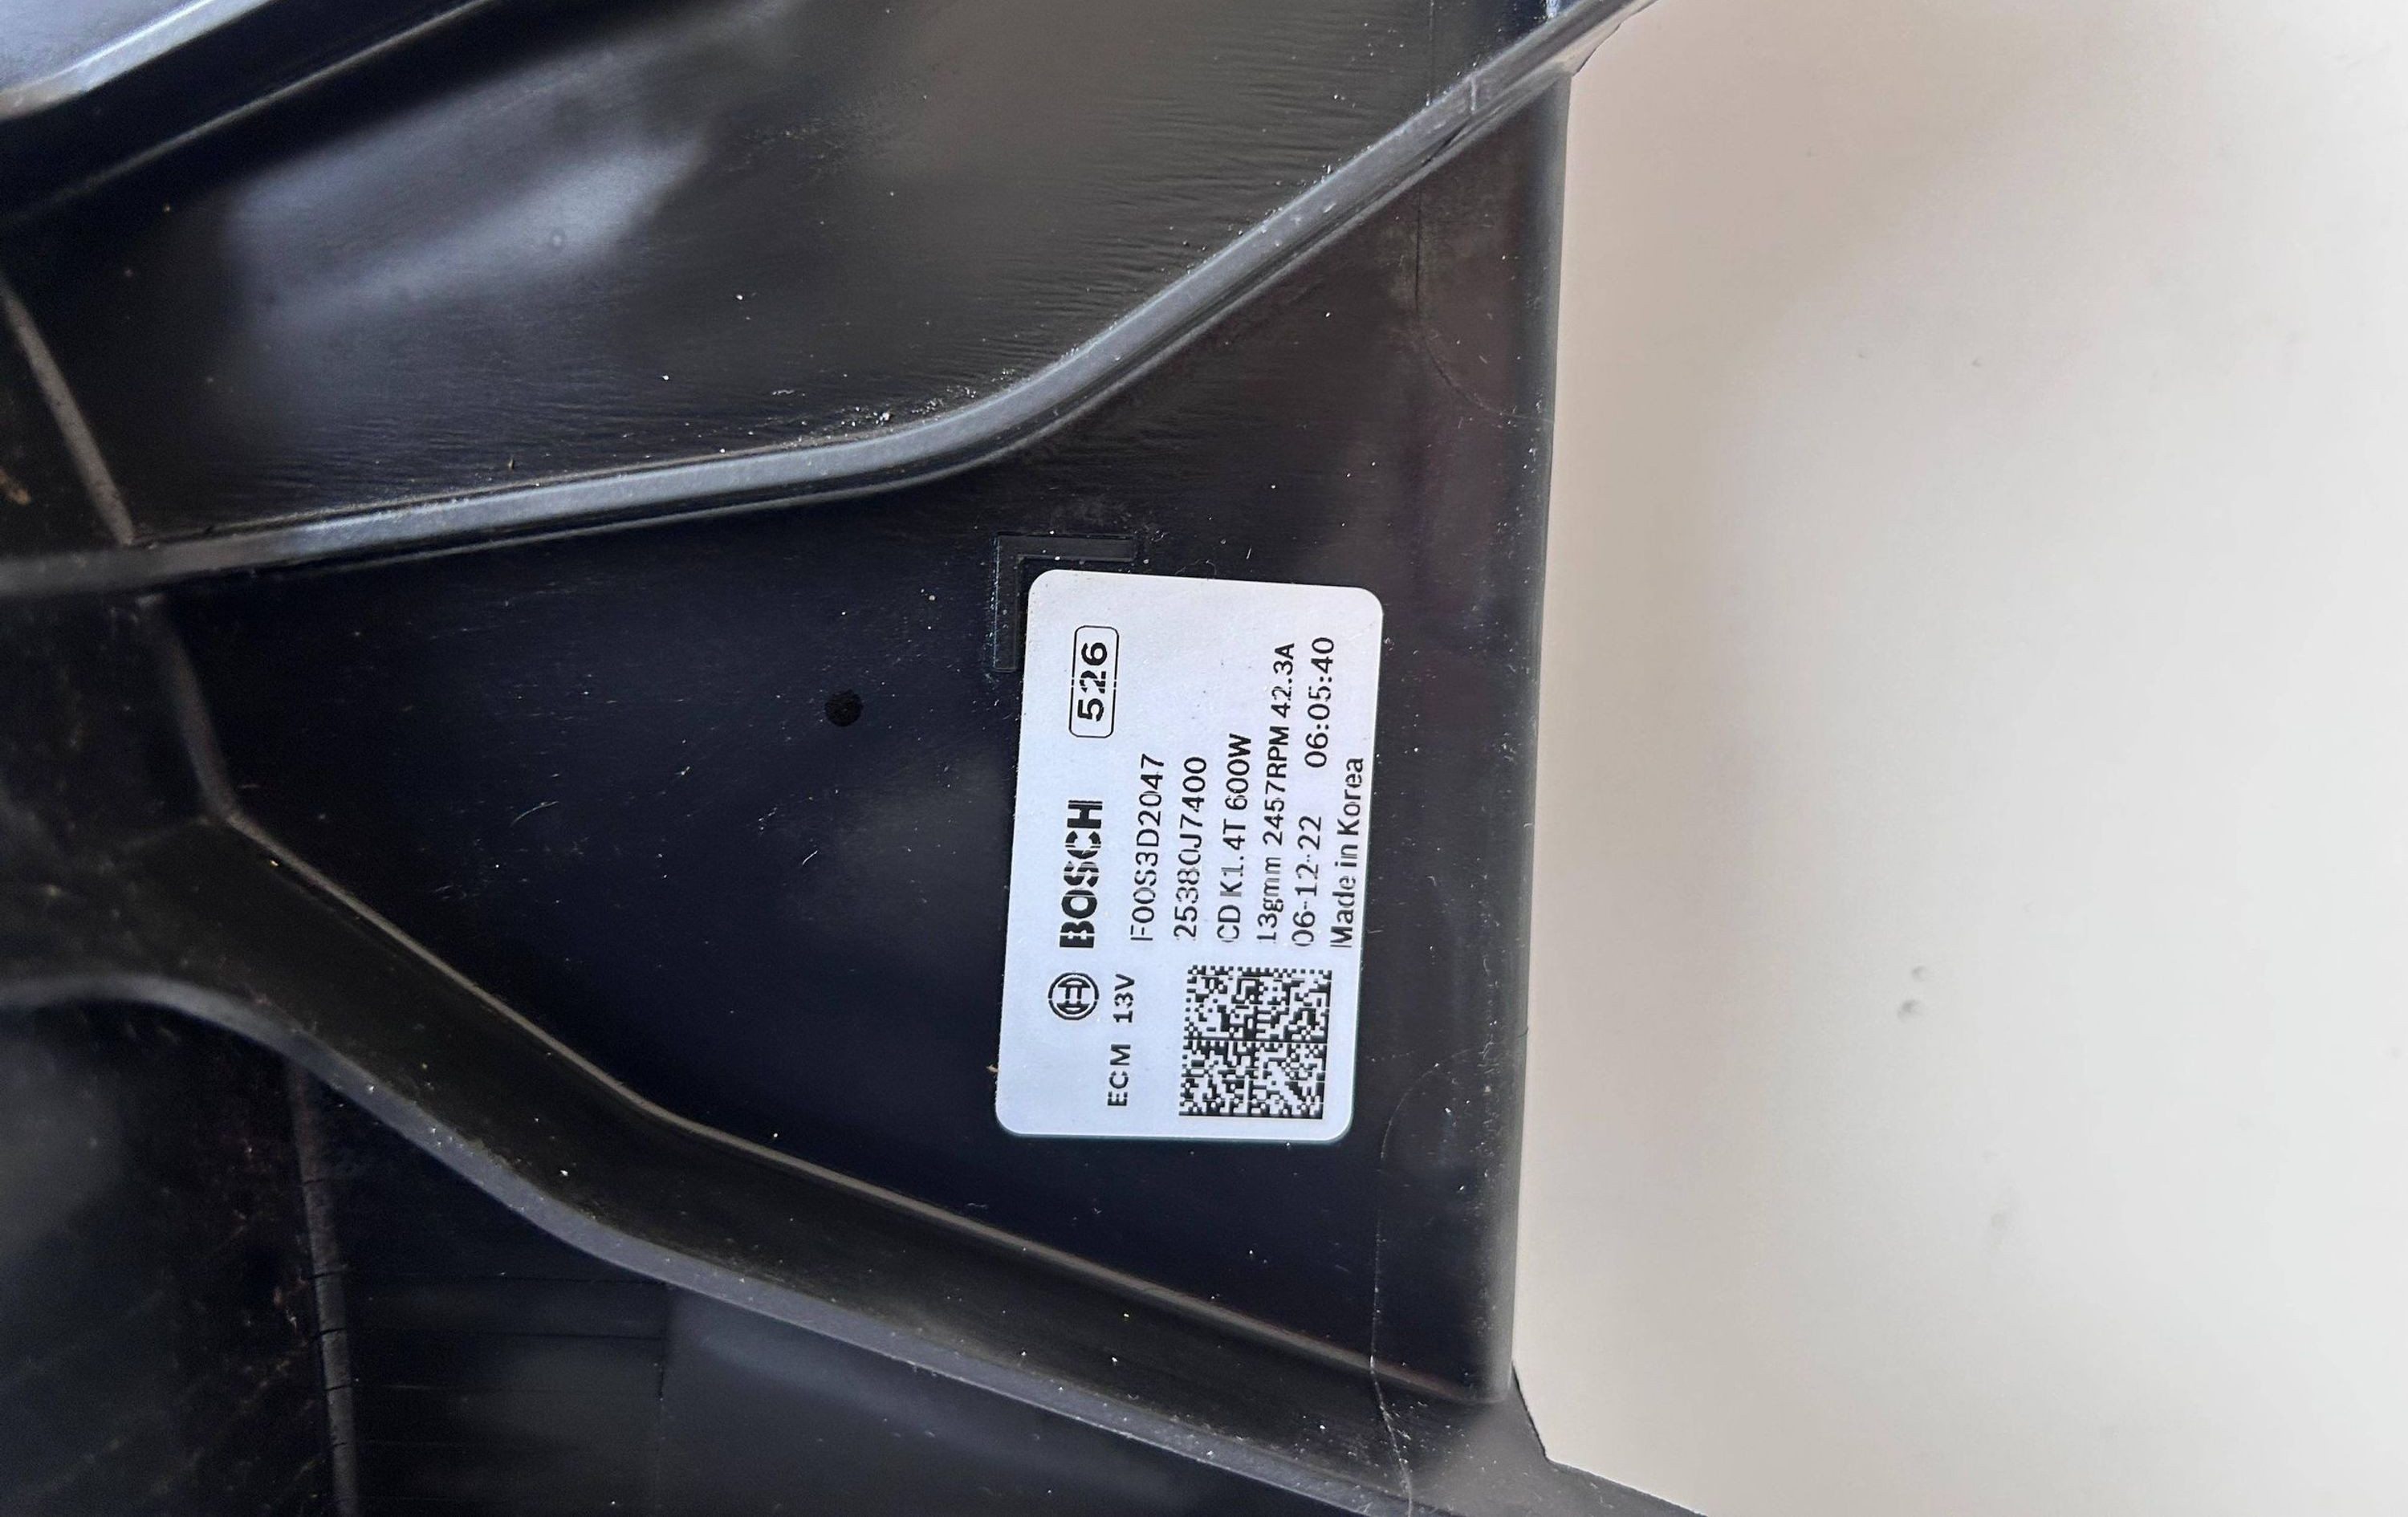 BOSCH 526
ECM 13V
F00S3D2047
25380J7400
CD K1.4T 600W
13gmm 2457RPM 42.3A
06-12-22 06:05:40
Made in Korea